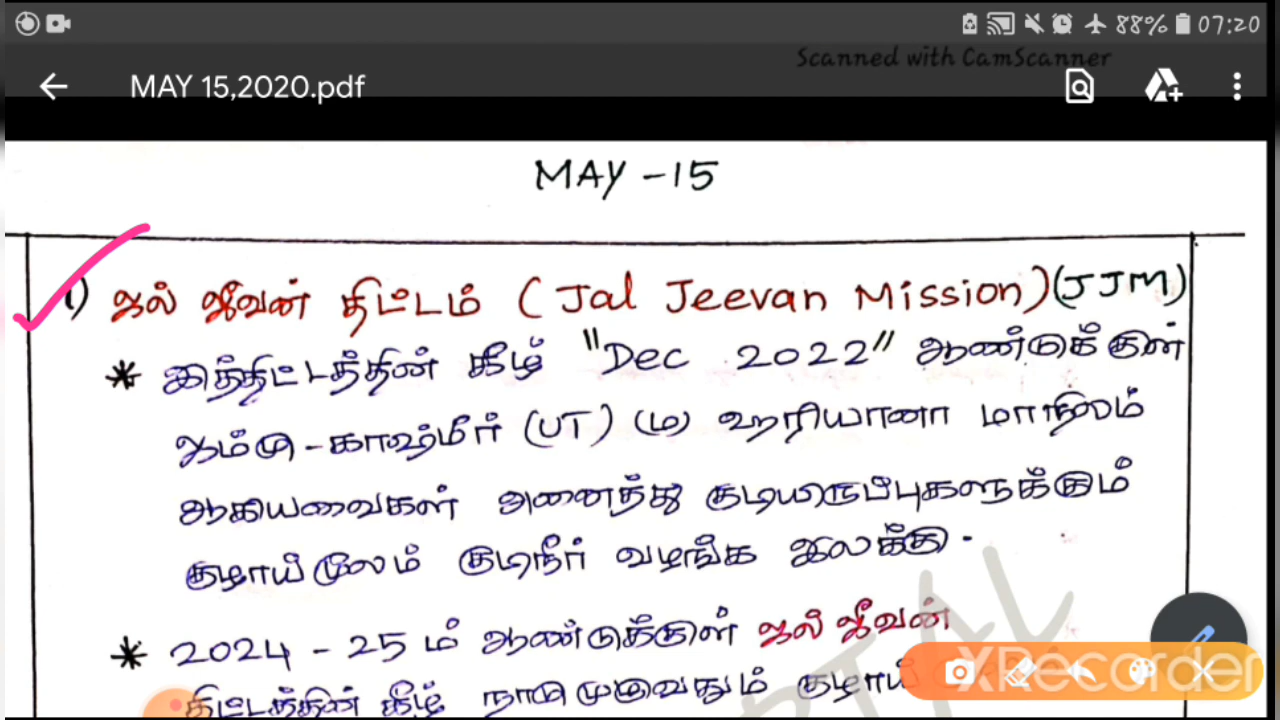 88% 07:20
Scanned with CamScanner
MAY 15,2020.pdf
MAY -15
1) ஜல் ஜீவன் திட்டம் (Jal Jeevan Mission)(JJM)
* இத்திட்டத்தின் கீழ் "Dec 2022" ஆண்டுக்குள்
ஜம்மு-காஷ்மீர் (UT) (ம) ஹரியானா மாநிலம்
ஆகியவைகள் அனைத்து குடியிருப்புகளுக்கும்
குழாய்மூலம் குடிநீர் வழங்க இலக்கு.
* 2024 - 25 ம் ஆண்டுக்குள் ஜல் ஜீவன்
திட்டத்தின் கீழ் நாடுமுழுவதும் குழாய்
XRecorder